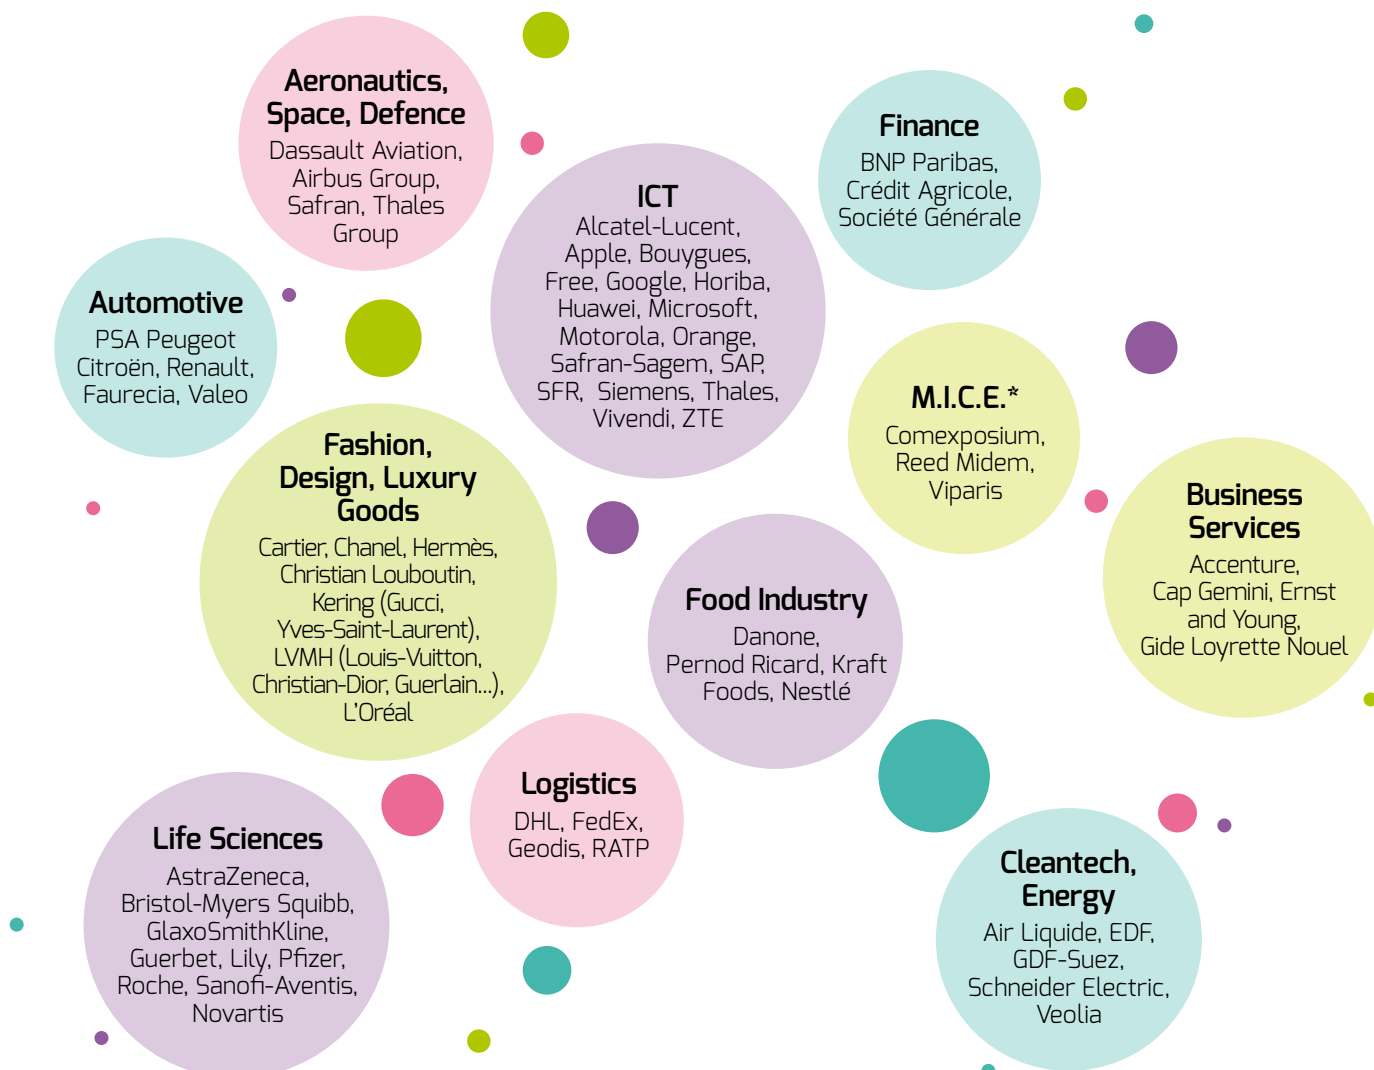 Aeronautics,
Space, Defence
Dassault Aviation,
Airbus Group,
Safran, Thales
Group
Finance
BNP Paribas,
Crédit Agricole,
Société Générale
ICT
Alcatel-Lucent,
Apple, Bouygues,
Free, Google, Horiba,
Huawei, Microsoft,
Motorola, Orange,
Safran-Sagem, SAP,
SFR, Siemens, Thales,
Vivendi, ZTE
Automotive
PSA Peugeot
Citroën, Renault,
Faurecia, Valeo
M.I.C.E.*
Comexposium,
Reed Midem,
Viparis
Fashion,
Design, Luxury
Goods
Cartier, Chanel, Hermès,
Christian Louboutin,
Kering (Gucci,
Yves-Saint-Laurent),
LVMH (Louis-Vuitton,
Christian-Dior, Guerlain...),
L'Oréal
Business
Services
Accenture,
Cap Gemini, Ernst
and Young,
Gide Loyrette Nouel
Food Industry
Danone,
Pernod Ricard, Kraft
Foods, Nestlé
Logistics
DHL, FedEx,
Geodis, RATP
Life Sciences
AstraZeneca,
Bristol-Myers Squibb,
GlaxoSmithKline,
Guerbet, Lily, Pfizer,
Roche, Sanofi-Aventis,
Novartis
Cleantech,
Energy
Air Liquide, EDF,
GDF-Suez,
Schneider Electric,
Veolia